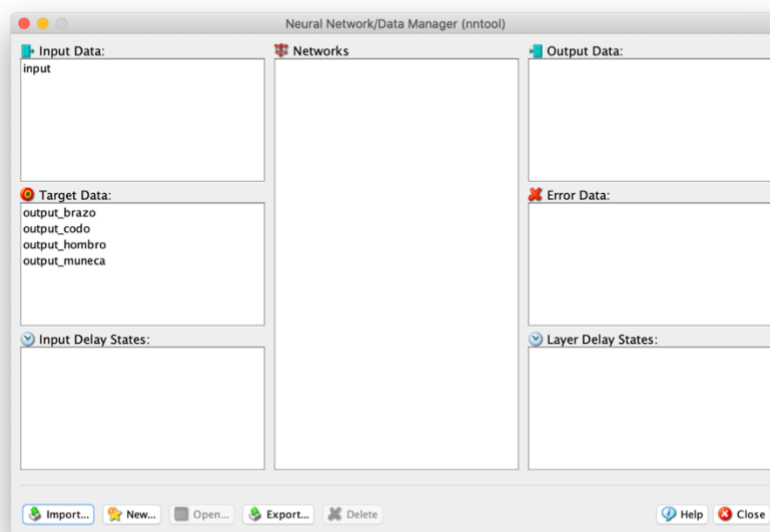 Neural Network/Data Manager (nntool)
Input Data:
input
Networks
Output Data:
Target Data:
output_brazo
output_codo
output_hombro
output_muneca
Error Data:
Input Delay States:
Layer Delay States:
Import... New... Open... Export... Delete Help Close